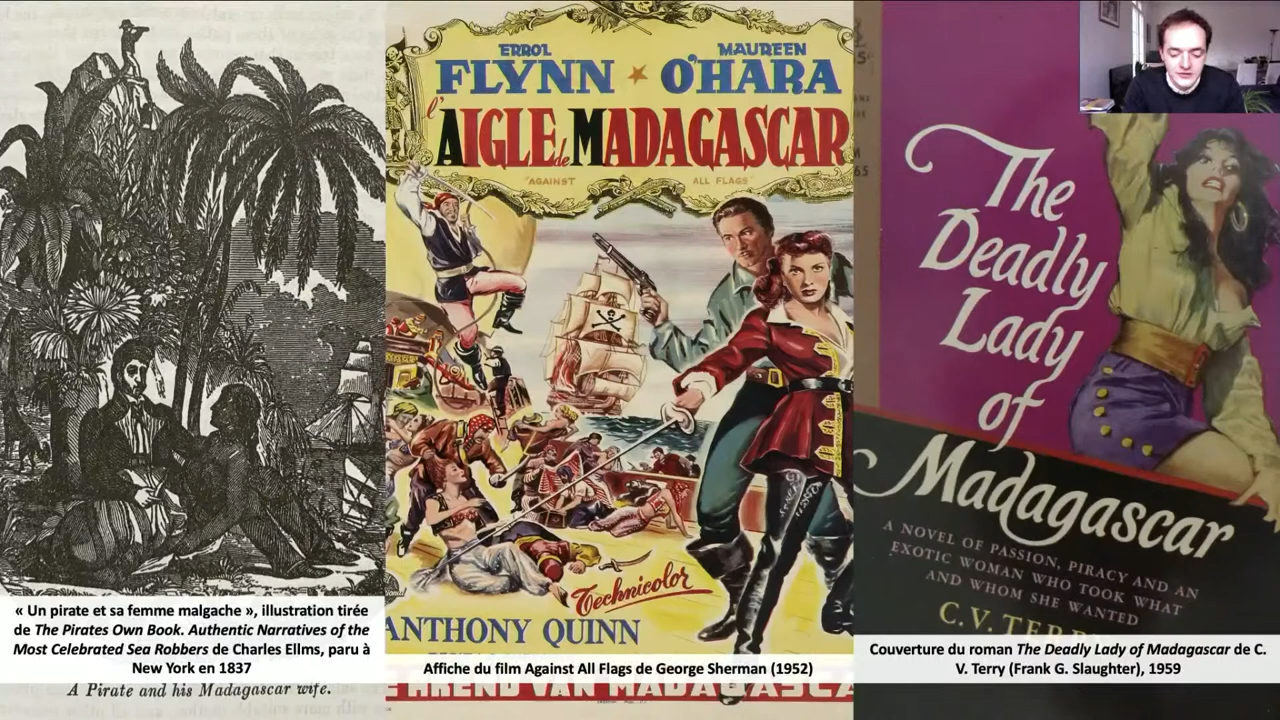 « Un pirate et sa femme malgache », illustration tirée
de The Pirates Own Book. Authentic Narratives of the
Most Celebrated Sea Robbers de Charles Ellms, paru à
New York en 1837
A Pirate and his Madagascar wife.
ERROL
FLYNN
MAUREEN
O'HARA
l'AIGLE de MADAGASCAR
"AGAINST ALL FLAGS"
Technicolor
ANTHONY QUINN
Affiche du film Against All Flags de George Sherman (1952)
VAN MADAGASCA
The
Deadly
Lady
of
Madagascar
A NOVEL OF PASSION, PIRACY AND AN
EXOTIC WOMAN WHO TOOK WHAT
AND WHOM SHE WANTED
C.V. TERR
Couverture du roman The Deadly Lady of Madagascar de C.
V. Terry (Frank G. Slaughter), 1959